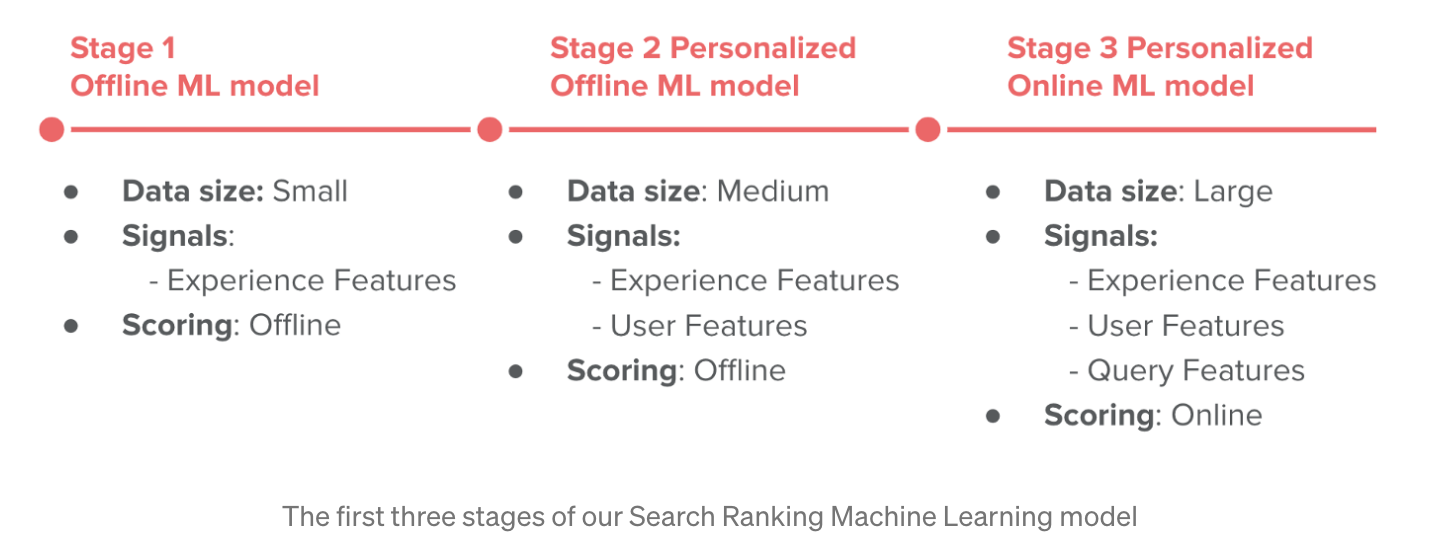 Stage 1
Offline ML model
● Data size: Small
● Signals:
- Experience Features
● Scoring: Offline
Stage 2 Personalized
Offline ML model
● Data size: Medium
● Signals:
- Experience Features
- User Features
● Scoring: Offline
Stage 3 Personalized
Online ML model
● Data size: Large
● Signals:
- Experience Features
- User Features
- Query Features
● Scoring: Online
The first three stages of our Search Ranking Machine Learning model